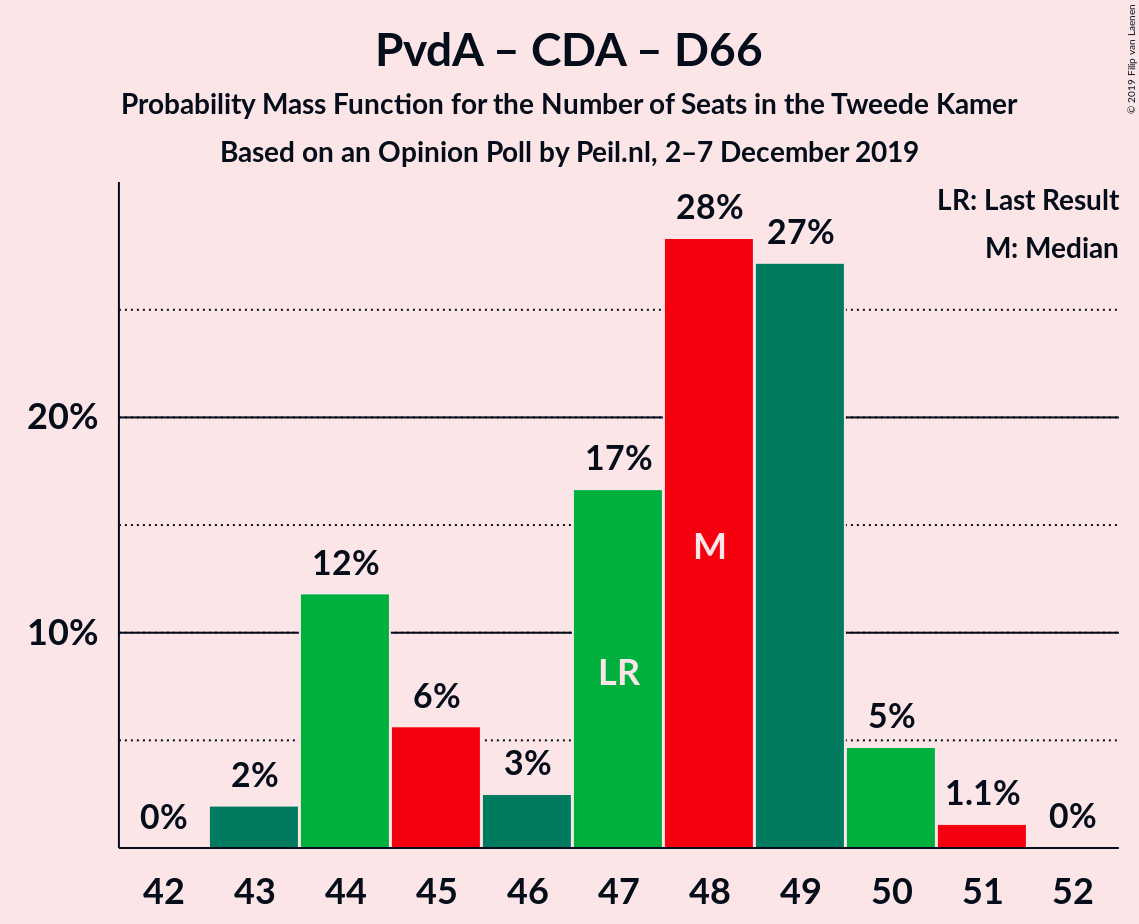 PvdA – CDA – D66
Probability Mass Function for the Number of Seats in the Tweede Kamer
Based on an Opinion Poll by Peil.nl, 2–7 December 2019
© 2019 Filip van Laenen
LR: Last Result
M: Median
20%
10%
0%
2%
12%
6%
3%
17%
28%
27%
5%
1.1%
0%
LR
M
42 43 44 45 46 47 48 49 50 51 52